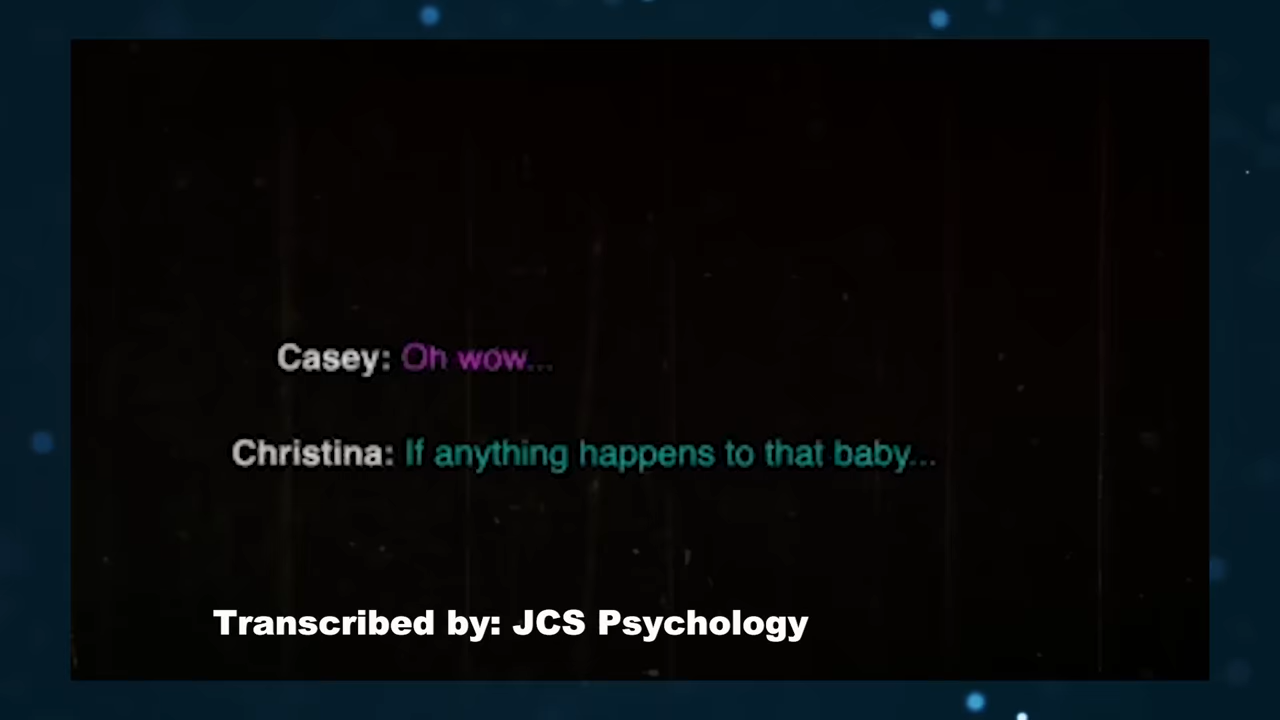 Casey: Oh wow...
Christina: If anything happens to that baby...
Transcribed by: JCS Psychology